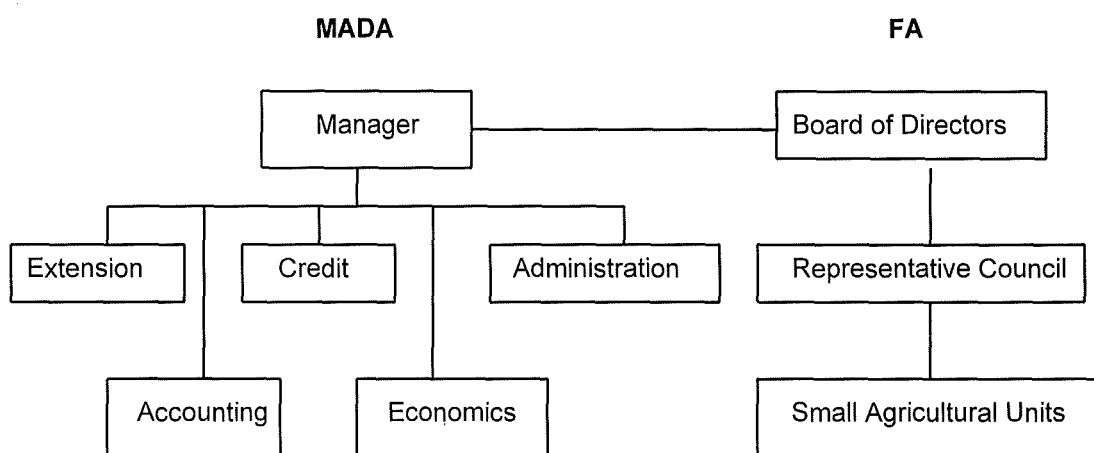 MADA FA
Manager Board of Directors
Extension Credit Administration Representative Council
Accounting Economics Small Agricultural Units